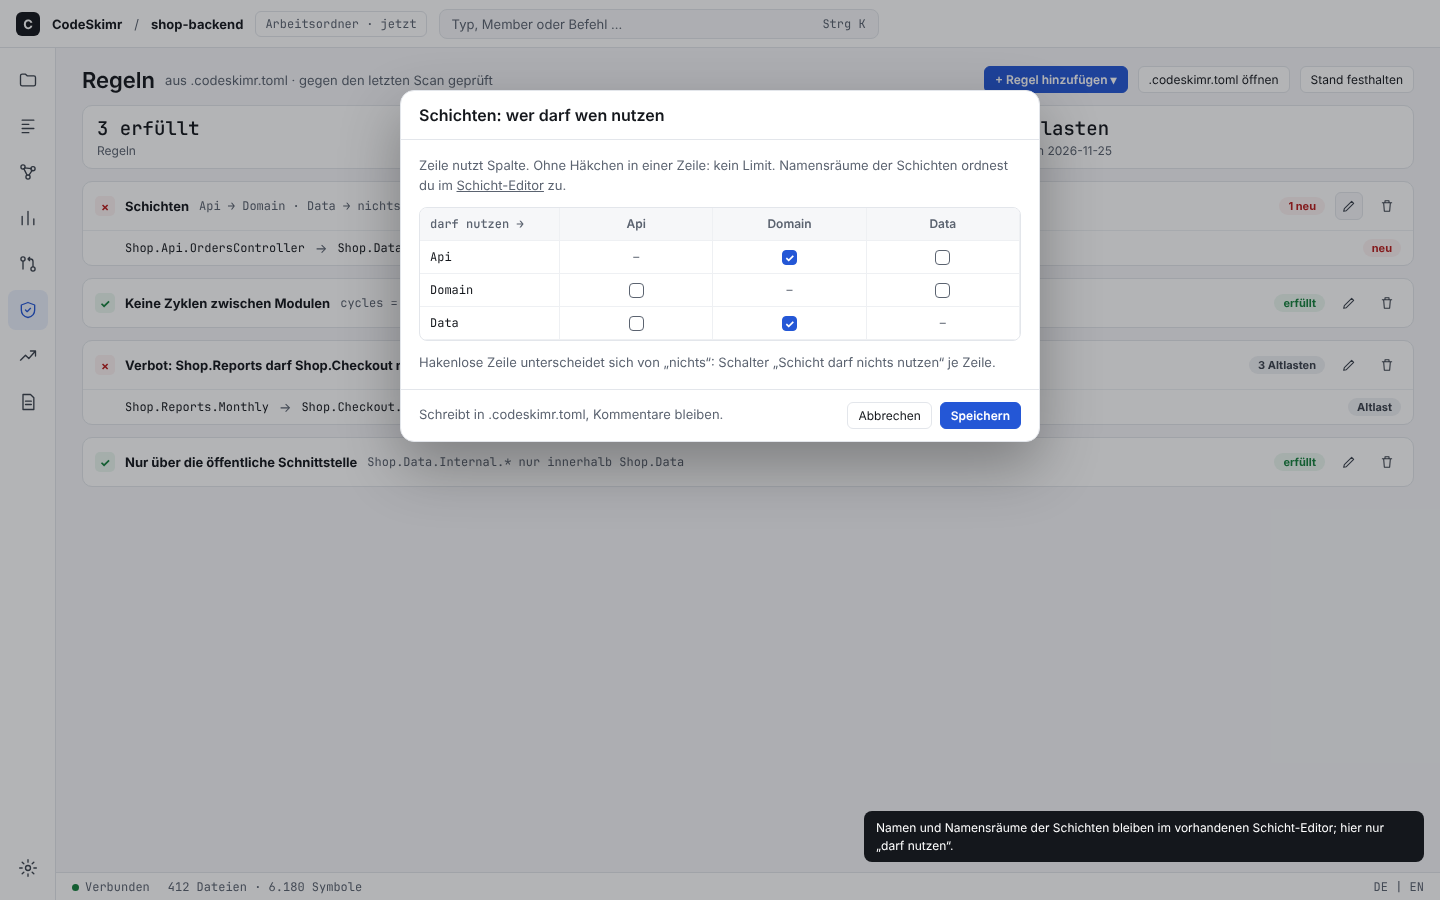 C CodeSkimr / shop-backend Arbeitsordner · jetzt Typ, Member oder Befehl ... Strg K
Regeln aus .codeskimr.toml · gegen den letzten Scan geprüft + Regel hinzufügen ▾ .codeskimr.toml öffnen Stand festhalten
3 erfüllt
Regeln
lasten
2026-11-25
Schichten: wer darf wen nutzen
Zeile nutzt Spalte. Ohne Häkchen in einer Zeile: kein Limit. Namensräume der Schichten ordnest
du im Schicht-Editor zu.
darf nutzen → Api Domain Data
Api –
Domain –
Data –
Hakenlose Zeile unterscheidet sich von „nichts“: Schalter „Schicht darf nichts nutzen“ je Zeile.
Schreibt in .codeskimr.toml, Kommentare bleiben. Abbrechen Speichern
Schichten Api → Domain · Data → nichts 1 neu
Shop.Api.OrdersController → Shop.Data neu
Keine Zyklen zwischen Modulen cycles = erfüllt
Verbot: Shop.Reports darf Shop.Checkout 3 Altlasten
Shop.Reports.Monthly → Shop.Checkout. Altlast
Nur über die öffentliche Schnittstelle Shop.Data.Internal.* nur innerhalb Shop.Data erfüllt
Namen und Namensräume der Schichten bleiben im vorhandenen Schicht-Editor; hier nur
„darf nutzen“.
Verbunden 412 Dateien · 6.180 Symbole DE | EN